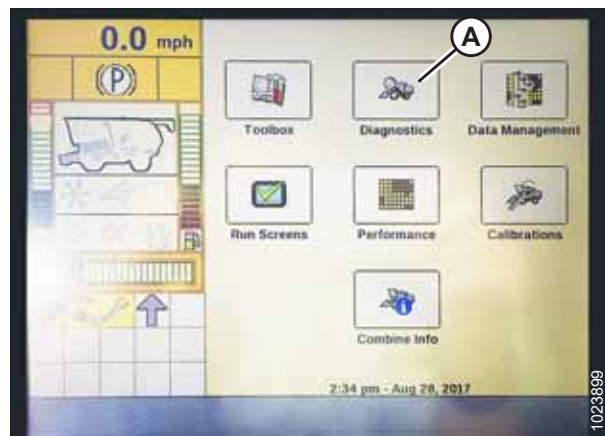 0.0 mph
A
(P)
Toolbox
Diagnostics
Data Management
Run Screens
Performance
Calibrations
Combine Info
2:34 pm - Aug 28, 2017
1023899